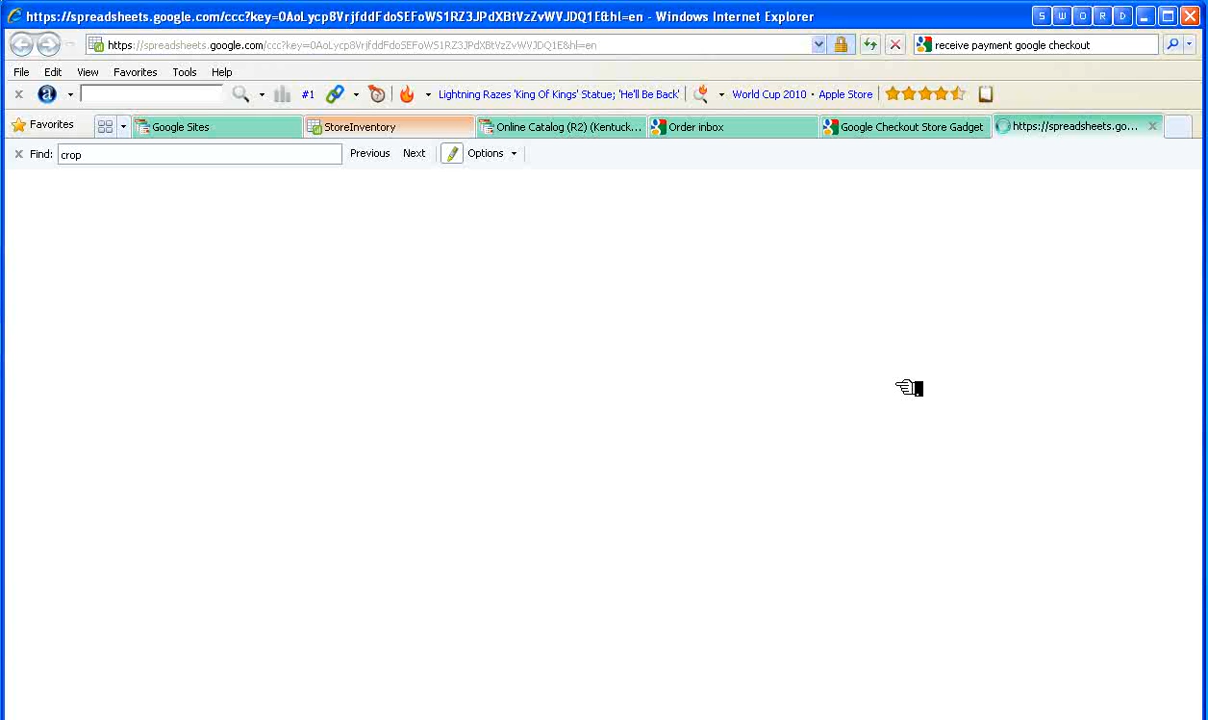 https://spreadsheets.google.com/ccc?key=0AoLycp8VrjfddFdoSEFoWS1RZ3JPdXBtVzZvWVJDQ1E&hl=en - Windows Internet Explorer
S W O R D
https://spreadsheets.google.com/ccc?key=0AoLycp8VrjfddFdoSEFoWS1RZ3JPdXBtVzZvWVJDQ1E&hl=en
receive payment google checkout
File Edit View Favorites Tools Help
a #1 Lightning Razes 'King Of Kings' Statue; 'He'll Be Back' World Cup 2010 • Apple Store
Favorites Google Sites StoreInventory Online Catalog (R2) (Kentuck... Order inbox Google Checkout Store Gadget https://spreadsheets.go...
Find: crop Previous Next Options